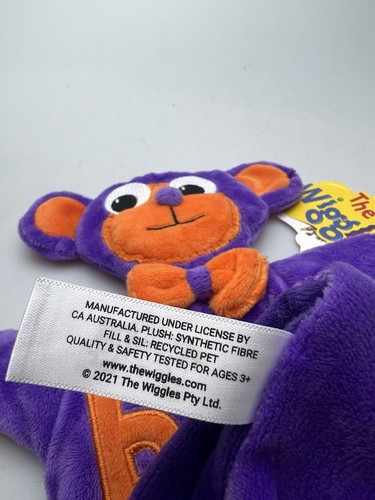 The
Wiggl
MANUFACTURED UNDER LICENSE BY
CA AUSTRALIA. PLUSH: SYNTHETIC FIBRE
FILL & SIL: RECYCLED PET
QUALITY & SAFETY TESTED FOR AGES 3+
www.thewiggles.com
© 2021 The Wiggles Pty Ltd.